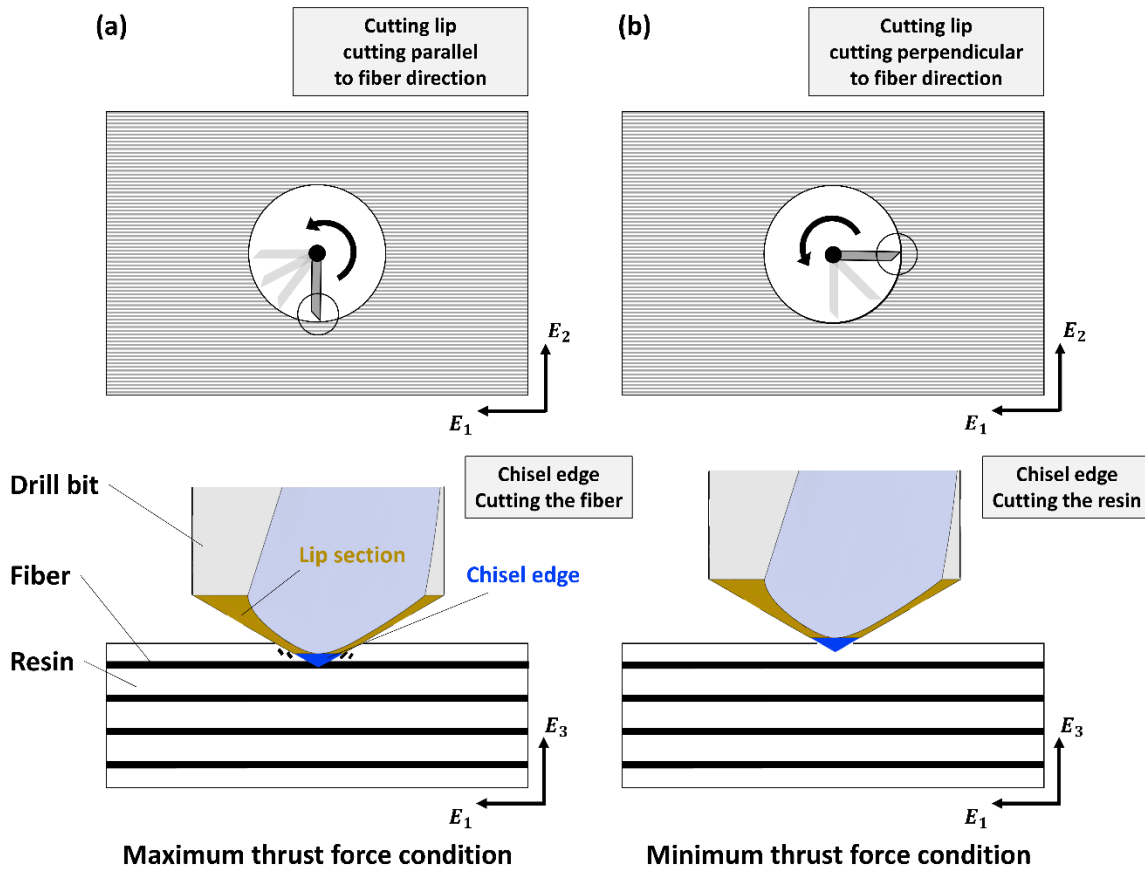 (a)
Cutting lip
cutting parallel
to fiber direction
(b)
Cutting lip
cutting perpendicular
to fiber direction
E₂
E₁
E₂
E₁
Drill bit
Fiber
Resin
Lip section
Chisel edge
Cutting the fiber
Chisel edge
Chisel edge
Cutting the resin
E₃
E₁
E₃
E₁
Maximum thrust force condition
Minimum thrust force condition